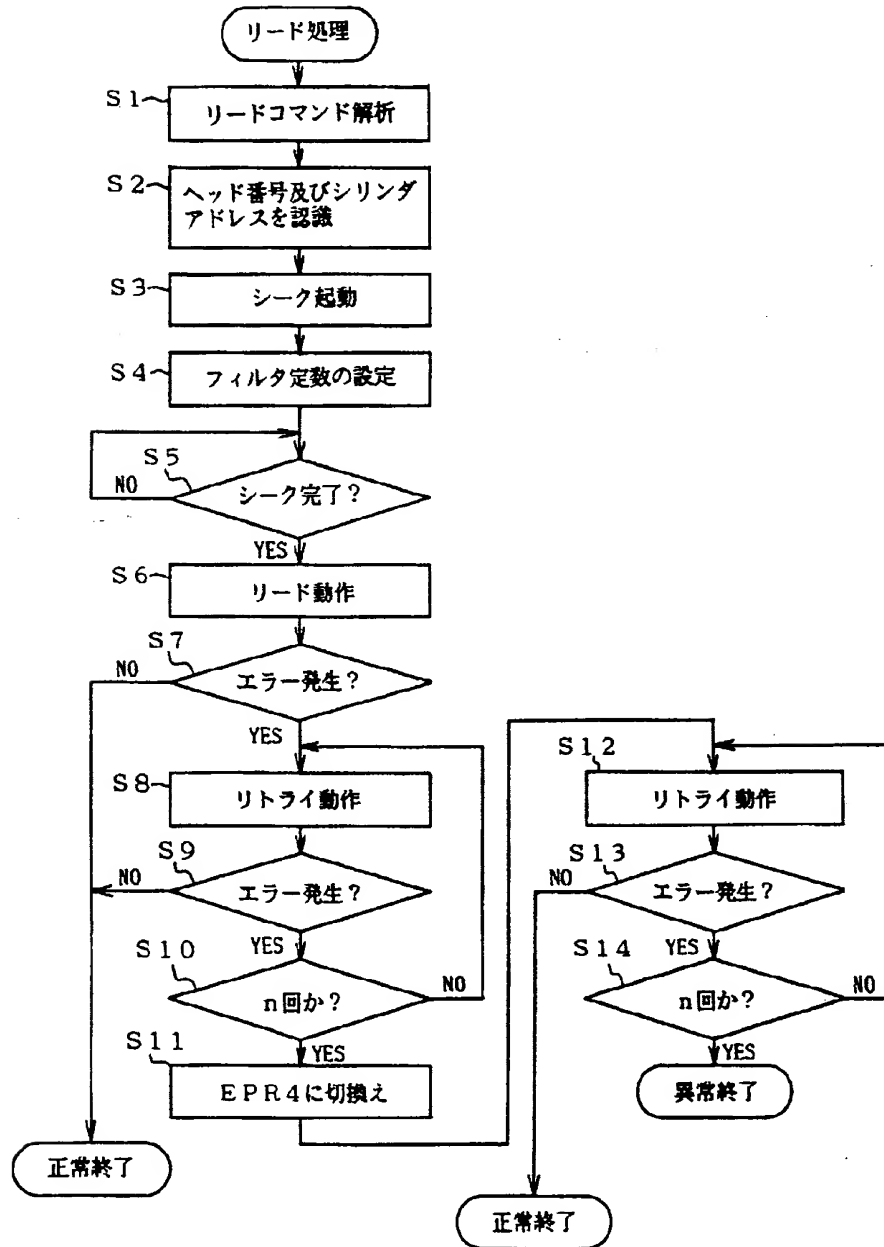 リード処理
S1
リードコマンド解析
S2
ヘッド番号及びシリンダ
アドレスを認識
S3
シーク起動
S4
フィルタ定数の設定
S5
NO
シーク完了?
YES
S6
リード動作
S7
NO
エラー発生?
YES
S8
リトライ動作
S9
NO
エラー発生?
YES
S10
n回か?
NO
YES
S11
EPR4に切換え
正常終了
S12
リトライ動作
S13
NO
エラー発生?
YES
S14
n回か?
NO
YES
異常終了
正常終了